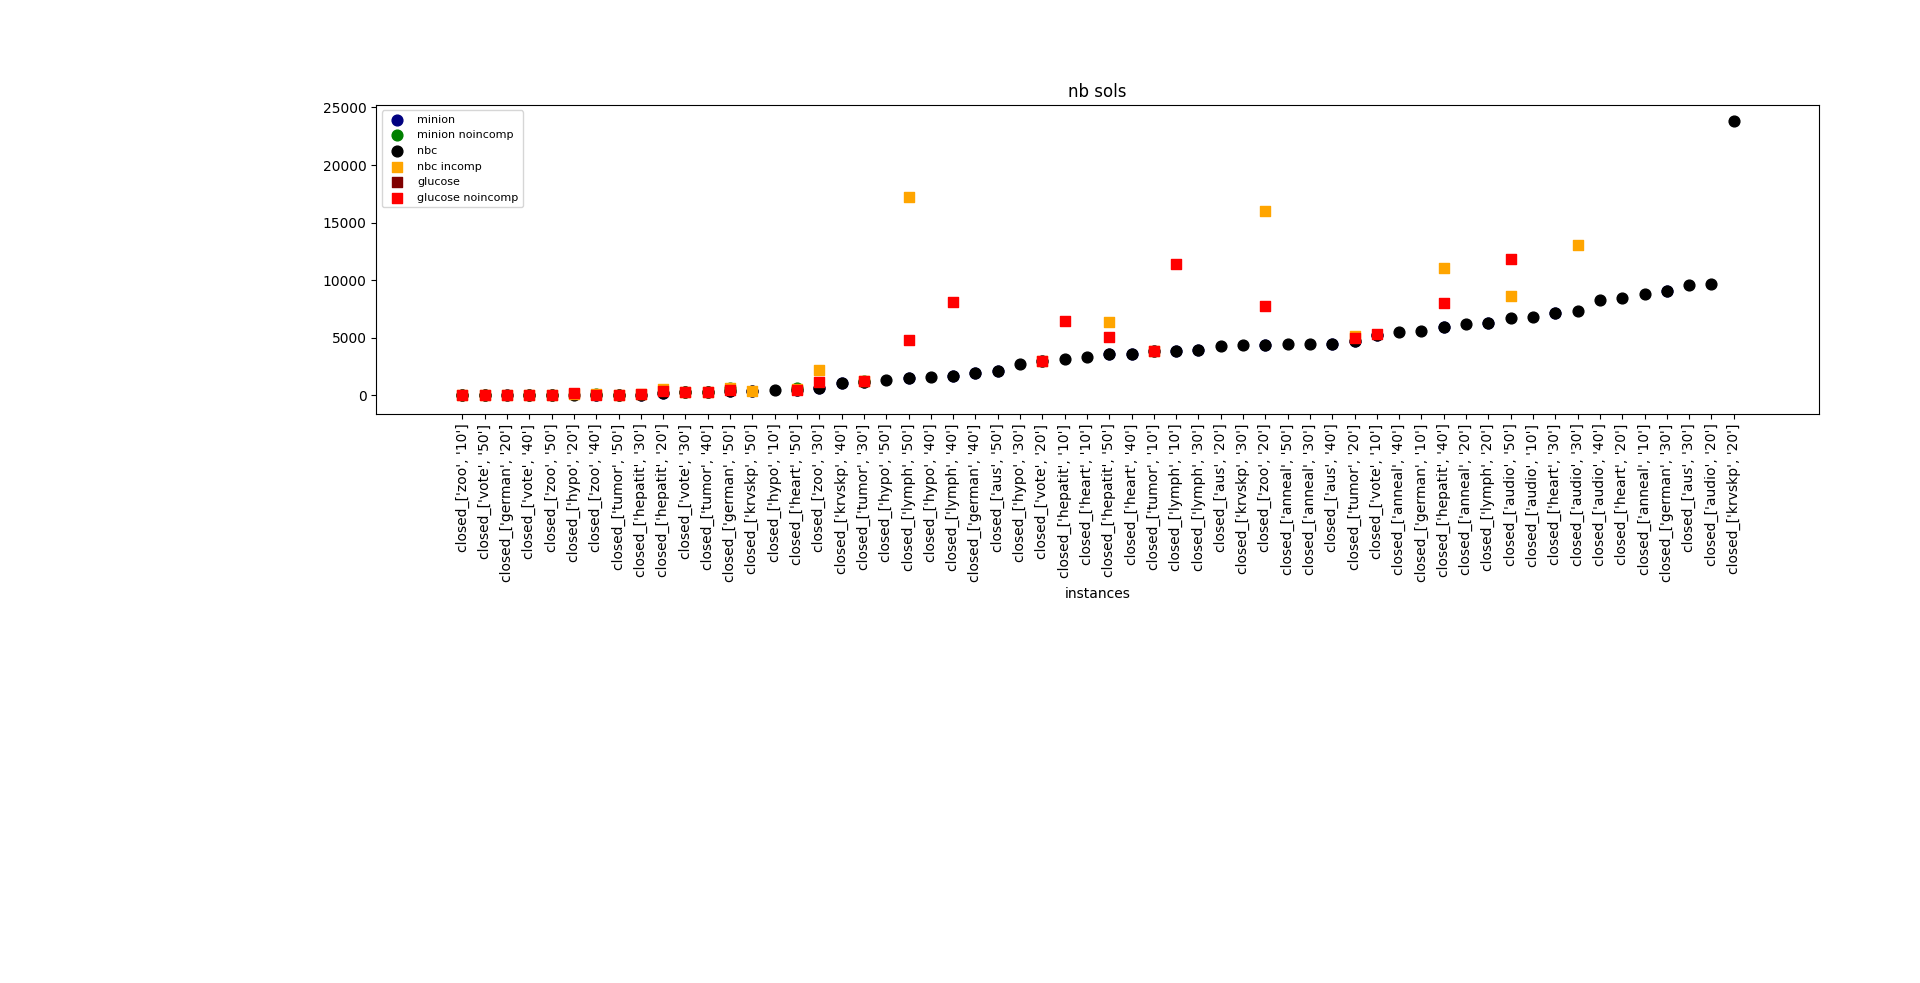 nb sols
25000
20000
15000
10000
5000
0
minion
minion noincomp
nbc
nbc incomp
glucose
glucose noincomp
closed_['zoo', '10']
closed_['vote', '50']
closed_['german', '20']
closed_['vote', '40']
closed_['zoo', '50']
closed_['hypo', '20']
closed_['zoo', '40']
closed_['tumor', '50']
closed_['hepatit', '30']
closed_['hepatit', '20']
closed_['vote', '30']
closed_['tumor', '40']
closed_['german', '50']
closed_['krvskp', '50']
closed_['hypo', '10']
closed_['heart', '50']
closed_['zoo', '30']
closed_['krvskp', '40']
closed_['tumor', '30']
closed_['hypo', '50']
closed_['lymph', '50']
closed_['hypo', '40']
closed_['lymph', '40']
closed_['german', '40']
closed_['aus', '50']
closed_['hypo', '30']
closed_['vote', '20']
closed_['hepatit', '10']
closed_['heart', '10']
closed_['hepatit', '50']
closed_['heart', '40']
closed_['tumor', '10']
closed_['lymph', '10']
closed_['lymph', '30']
closed_['aus', '20']
closed_['krvskp', '30']
closed_['zoo', '20']
closed_['anneal', '50']
closed_['anneal', '30']
closed_['aus', '40']
closed_['tumor', '20']
closed_['vote', '10']
closed_['anneal', '40']
closed_['german', '10']
closed_['hepatit', '40']
closed_['anneal', '20']
closed_['lymph', '20']
closed_['audio', '50']
closed_['audio', '10']
closed_['heart', '30']
closed_['audio', '30']
closed_['audio', '40']
closed_['heart', '20']
closed_['anneal', '10']
closed_['german', '30']
closed_['aus', '30']
closed_['audio', '20']
closed_['krvskp', '20']
instances